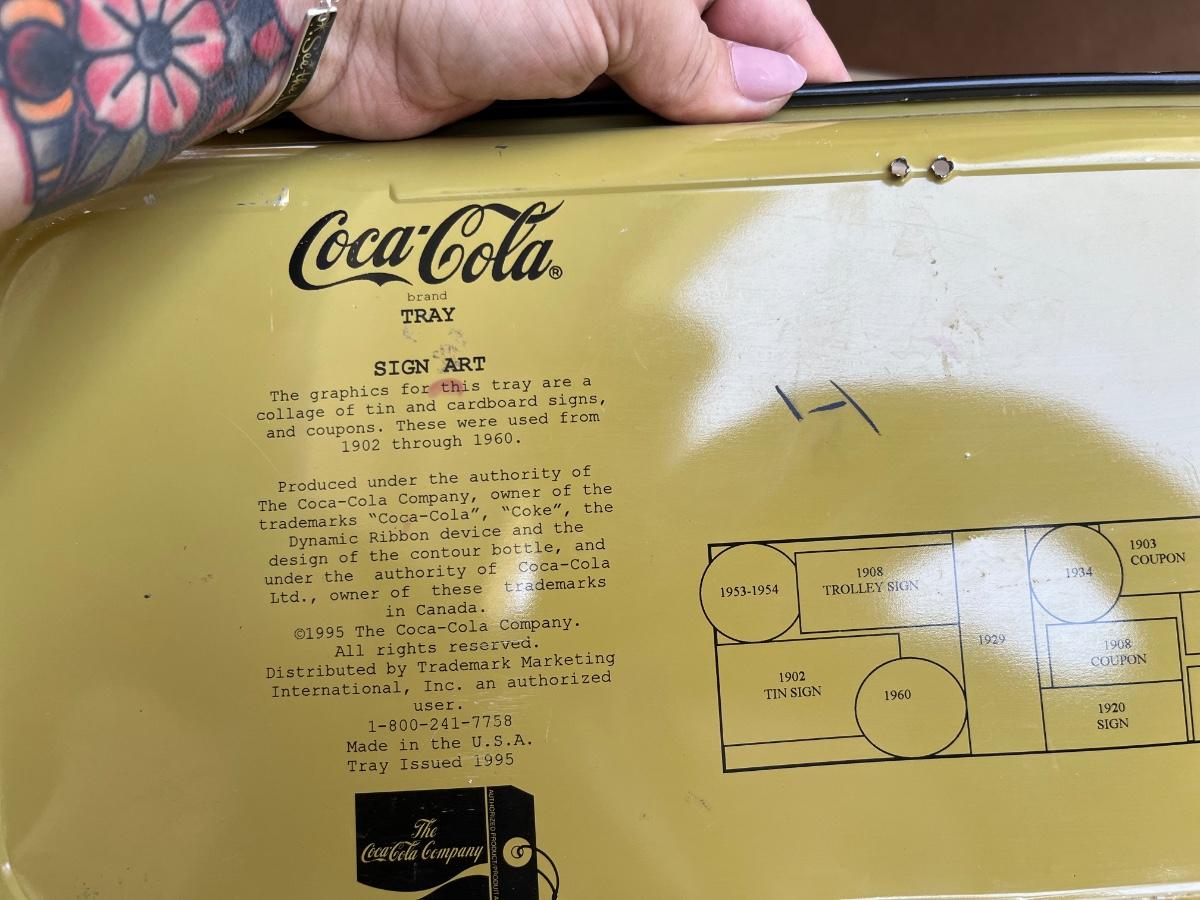 Coca-Cola®
brand
TRAY
SIGN ART
The graphics for this tray are a
collage of tin and cardboard signs,
and coupons. These were used from
1902 through 1960.
Produced under the authority of
The Coca-Cola Company, owner of the
trademarks “Coca-Cola”, “Coke”, the
Dynamic Ribbon device and the
design of the contour bottle, and
under the authority of Coca-Cola
Ltd., owner of these trademarks
in Canada.
©1995 The Coca-Cola Company.
All rights reserved.
Distributed by Trademark Marketing
International, Inc. an authorized
user.
1-800-241-7758
Made in the U.S.A.
Tray Issued 1995
The
Coca-Cola Company
AUTHORIZED PRODUCT/PRODUIT A
1953-1954
1908
TROLLEY SIGN
1902
TIN SIGN
1960
1929
1934
1903
COUPON
1908
COUPON
1920
SIGN